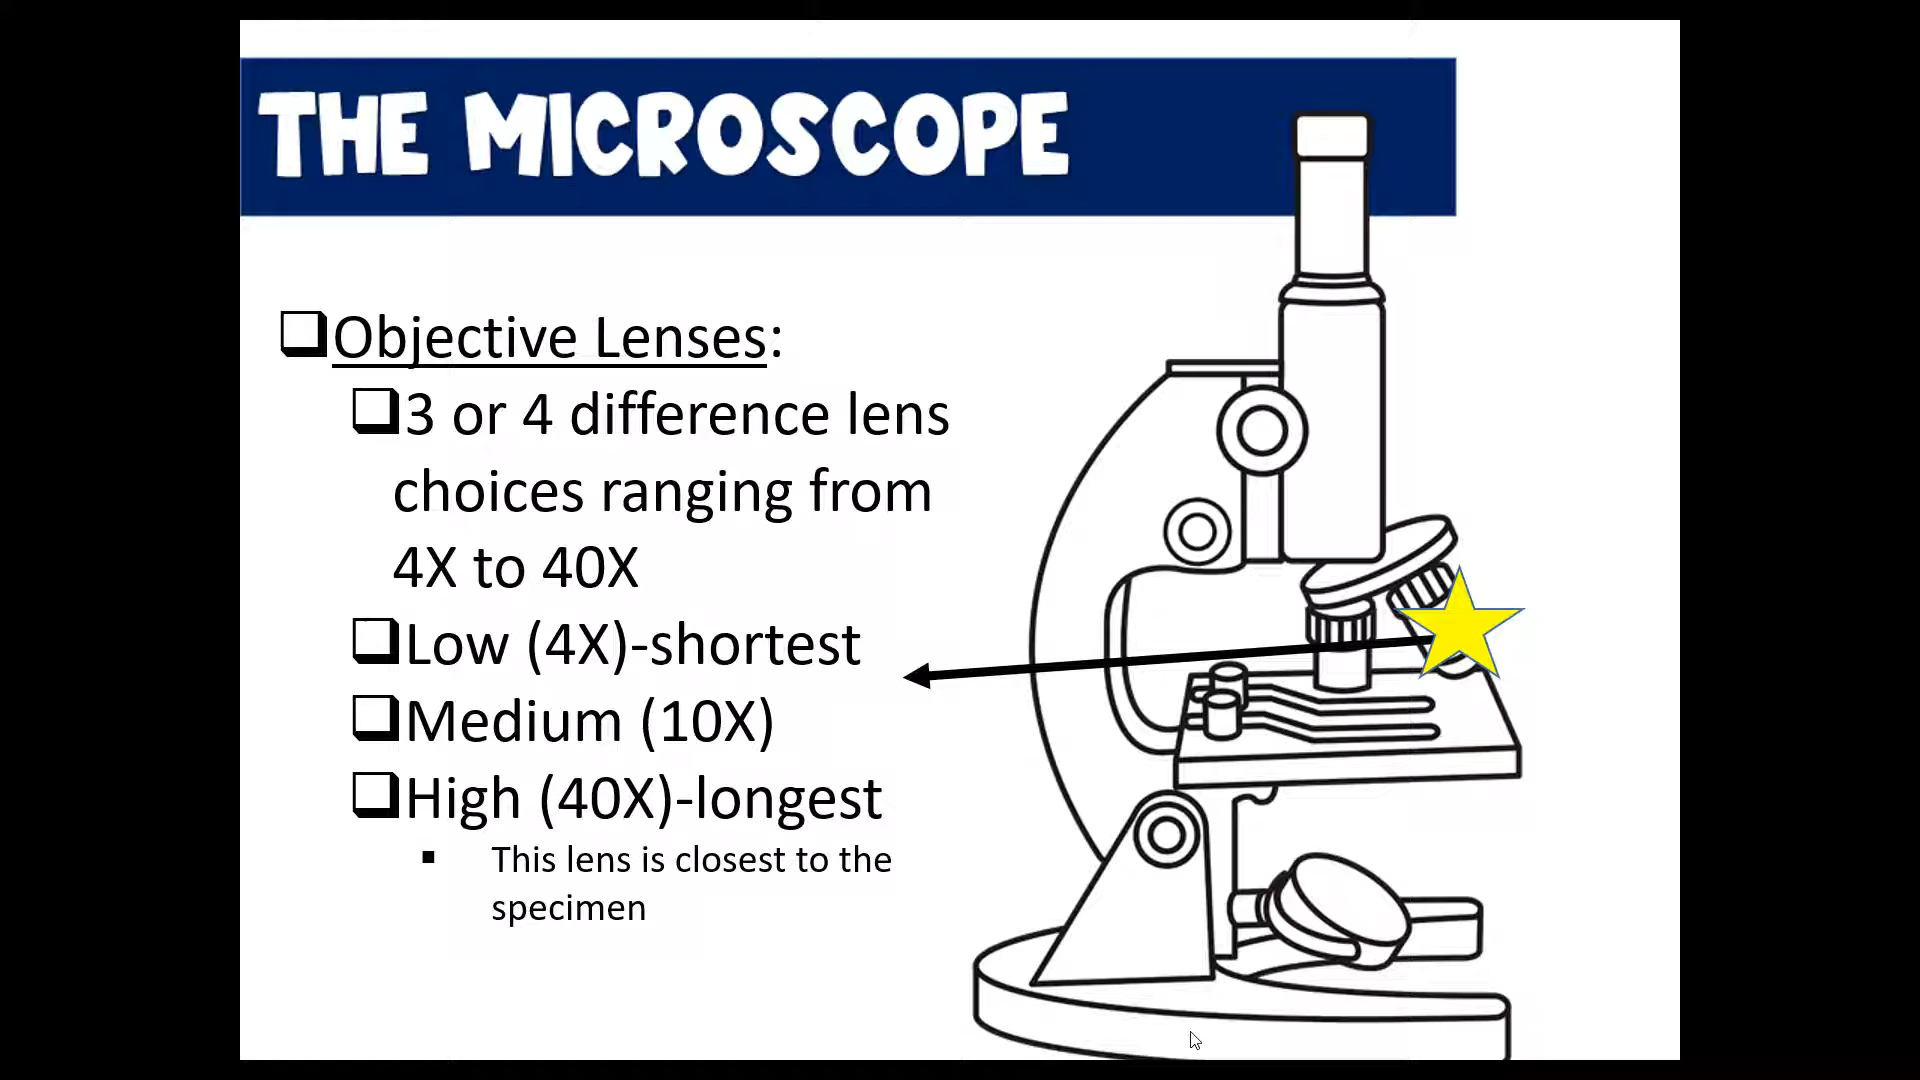 THE MICROSCOPE
Objective Lenses:
3 or 4 difference lens
choices ranging from
4X to 40X
Low (4X)-shortest
Medium (10X)
High (40X)-longest
This lens is closest to the
specimen